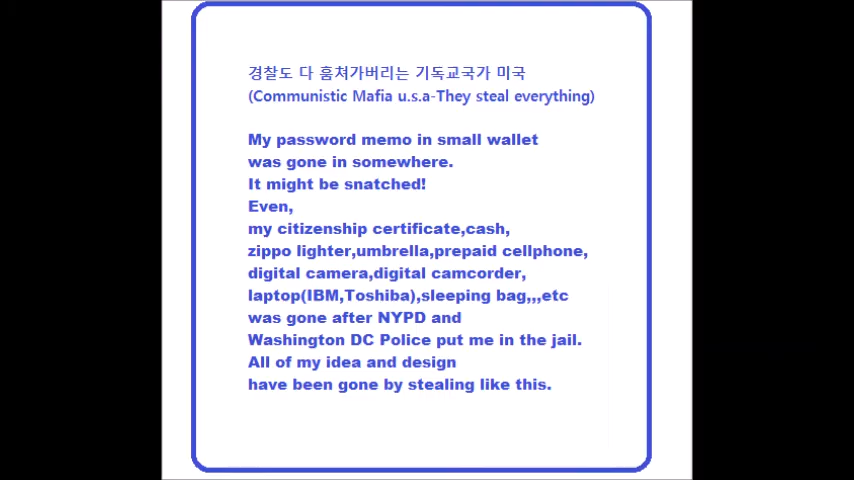 경찰도 다 훔쳐가버리는 기독교국가 미국
(Communistic Mafia u.s.a-They steal everything)
My password memo in small wallet
was gone in somewhere.
It might be snatched!
Even,
my citizenship certificate,cash,
zippo lighter,umbrella,prepaid cellphone,
digital camera,digital camcorder,
laptop(IBM,Toshiba),sleeping bag,,,etc
was gone after NYPD and
Washington DC Police put me in the jail.
All of my idea and design
have been gone by stealing like this.